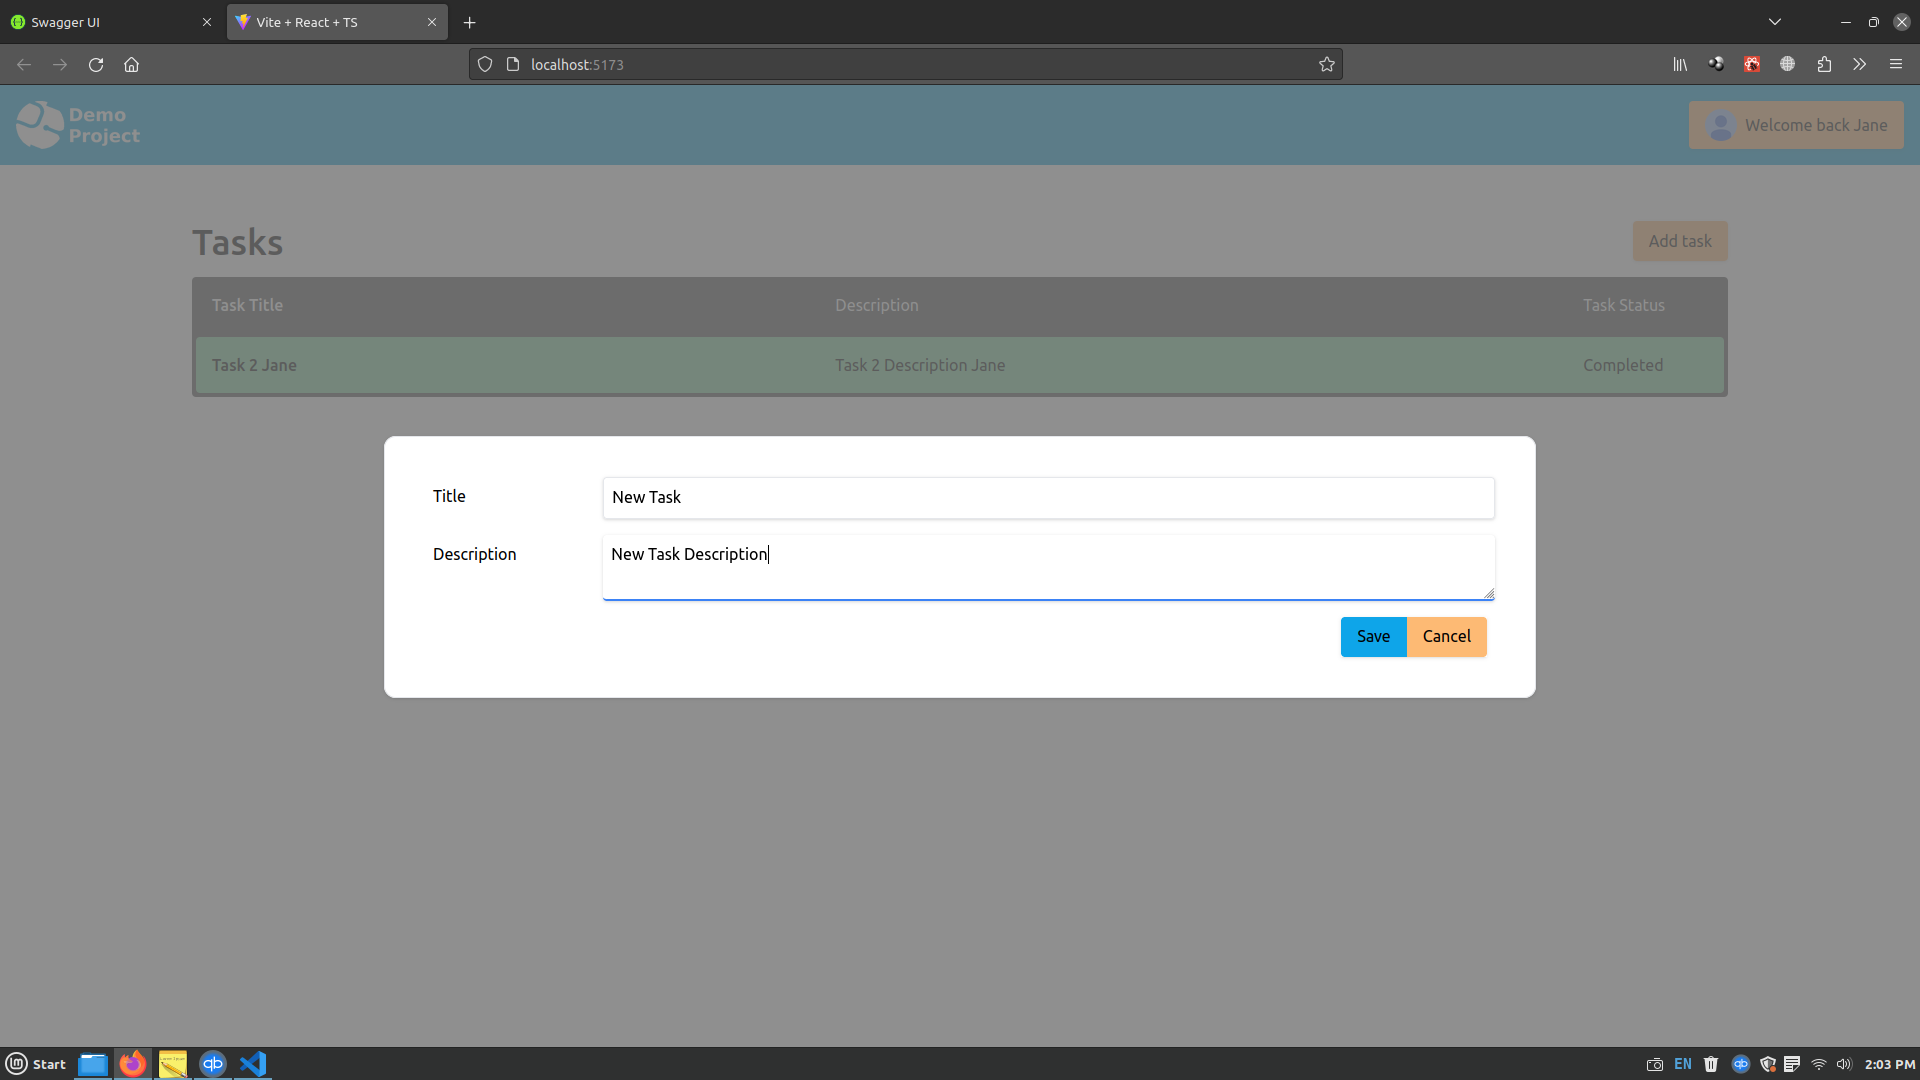 Swagger UI
Vite + React + TS
localhost:5173
Demo
Project
Welcome back Jane
Tasks
Add task
Task Title Description Task Status
Task 2 Jane Task 2 Description Jane Completed
Title New Task
Description New Task Description
Save Cancel
Start
EN
2:03 PM